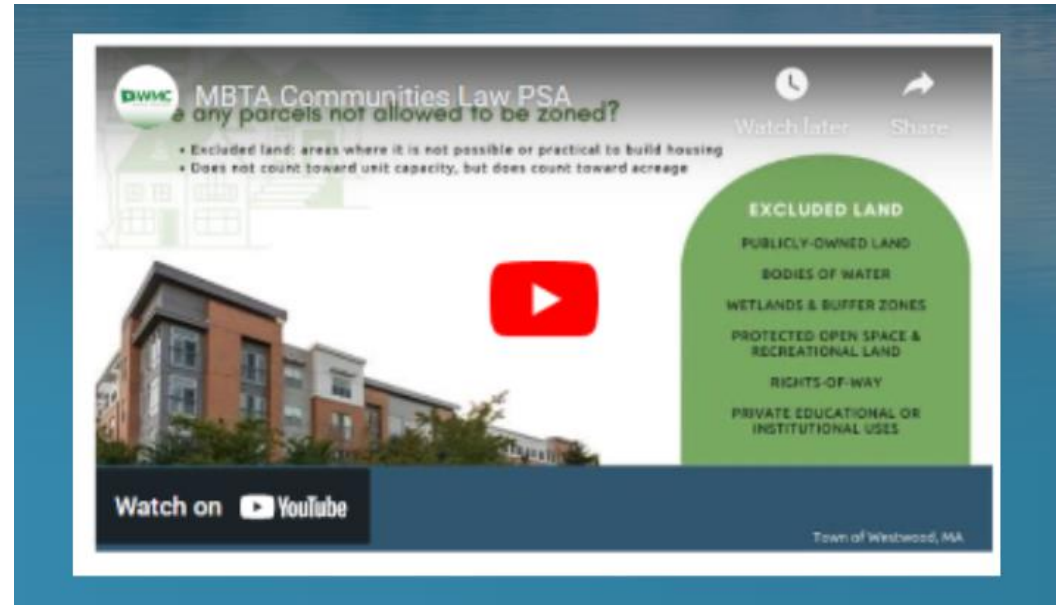 WMC
MBTA Communities Law PSA
Watch later
Share
e any parcels not allowed to be zoned?
• Excluded land: areas where it is not possible or practical to build housing
• Does not count toward unit capacity, but does count toward acreage
EXCLUDED LAND
PUBLICLY-OWNED LAND
BODIES OF WATER
WETLANDS & BUFFER ZONES
PROTECTED OPEN SPACE &
RECREATIONAL LAND
RIGHTS-OF-WAY
PRIVATE EDUCATIONAL OR
INSTITUTIONAL USES
Watch on YouTube
Town of Westwood, MA